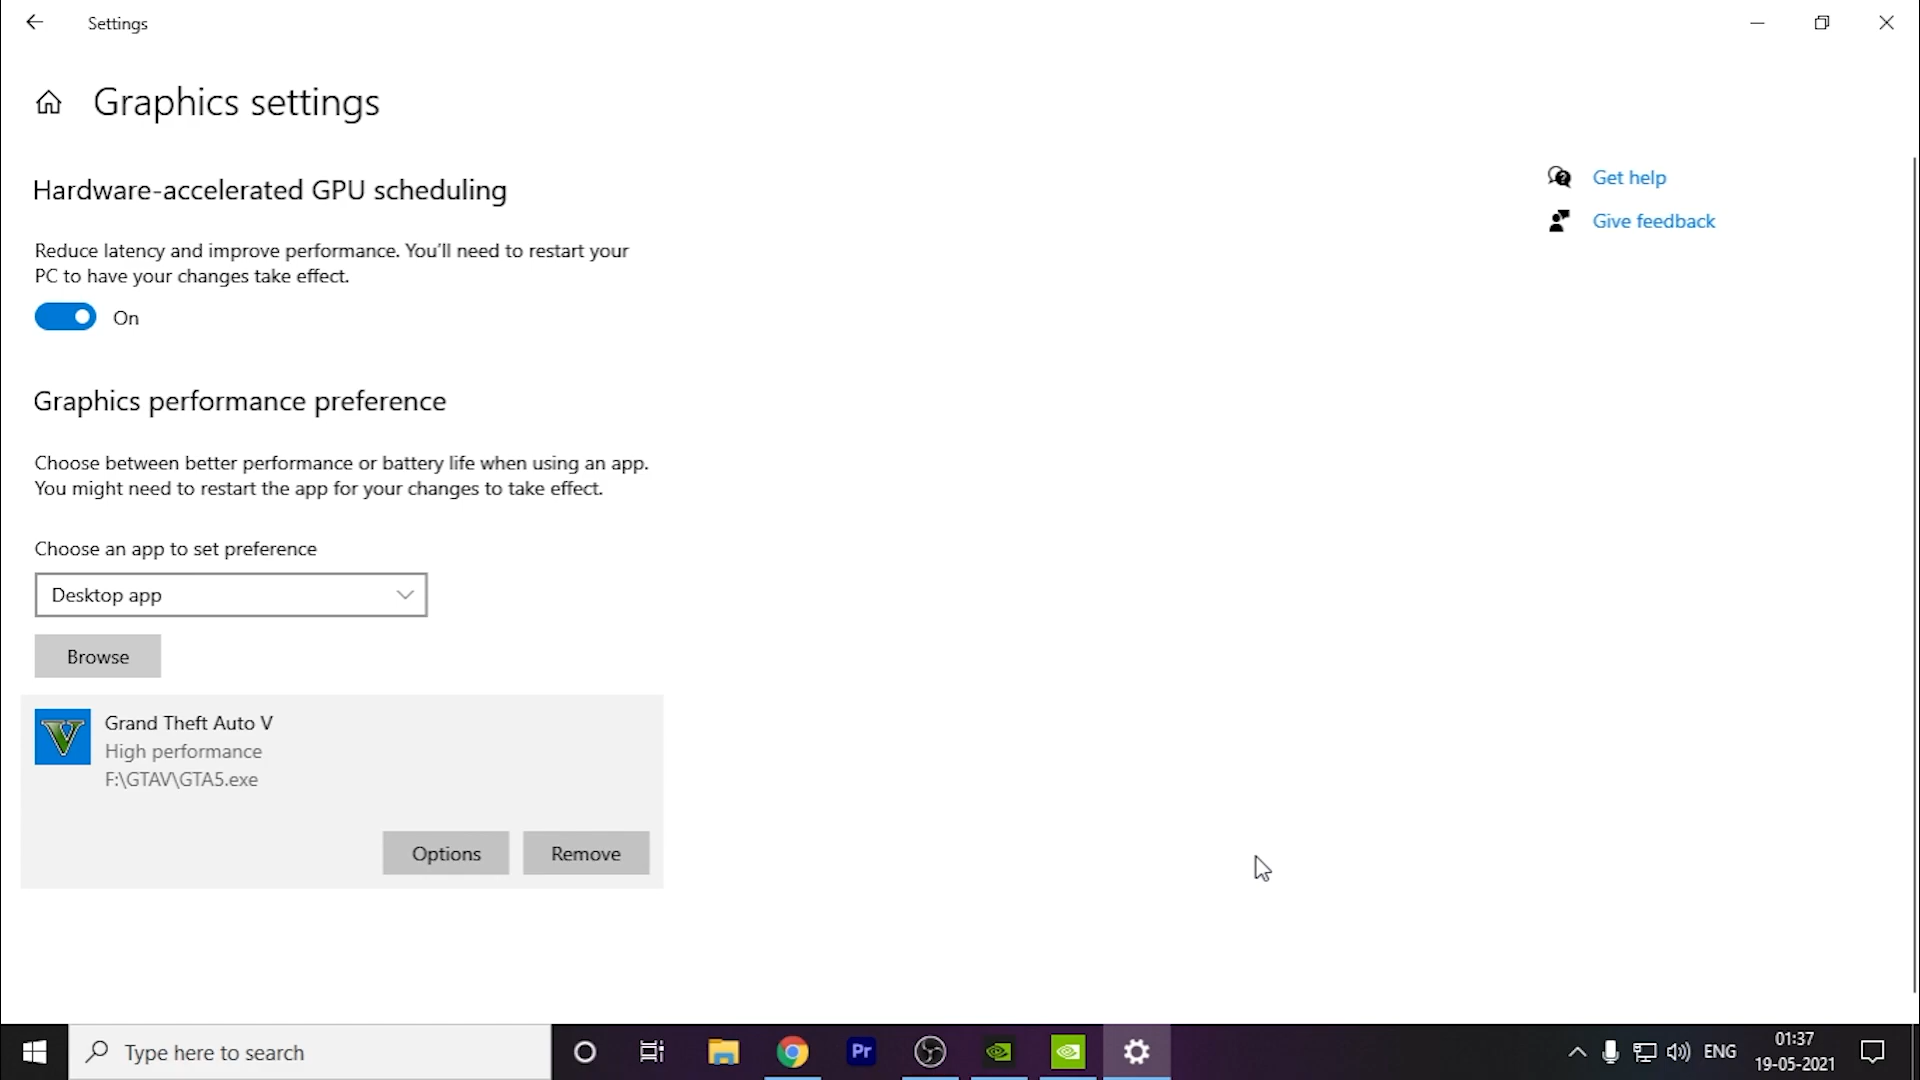 Settings
Graphics settings
Hardware-accelerated GPU scheduling
Reduce latency and improve performance. You'll need to restart your
PC to have your changes take effect.
On
Graphics performance preference
Choose between better performance or battery life when using an app.
You might need to restart the app for your changes to take effect.
Choose an app to set preference
Desktop app
Browse
Grand Theft Auto V
High performance
F:\GTAV\GTA5.exe
Options
Remove
Get help
Give feedback
Type here to search
Pr
ENG
01:37
19-05-2021